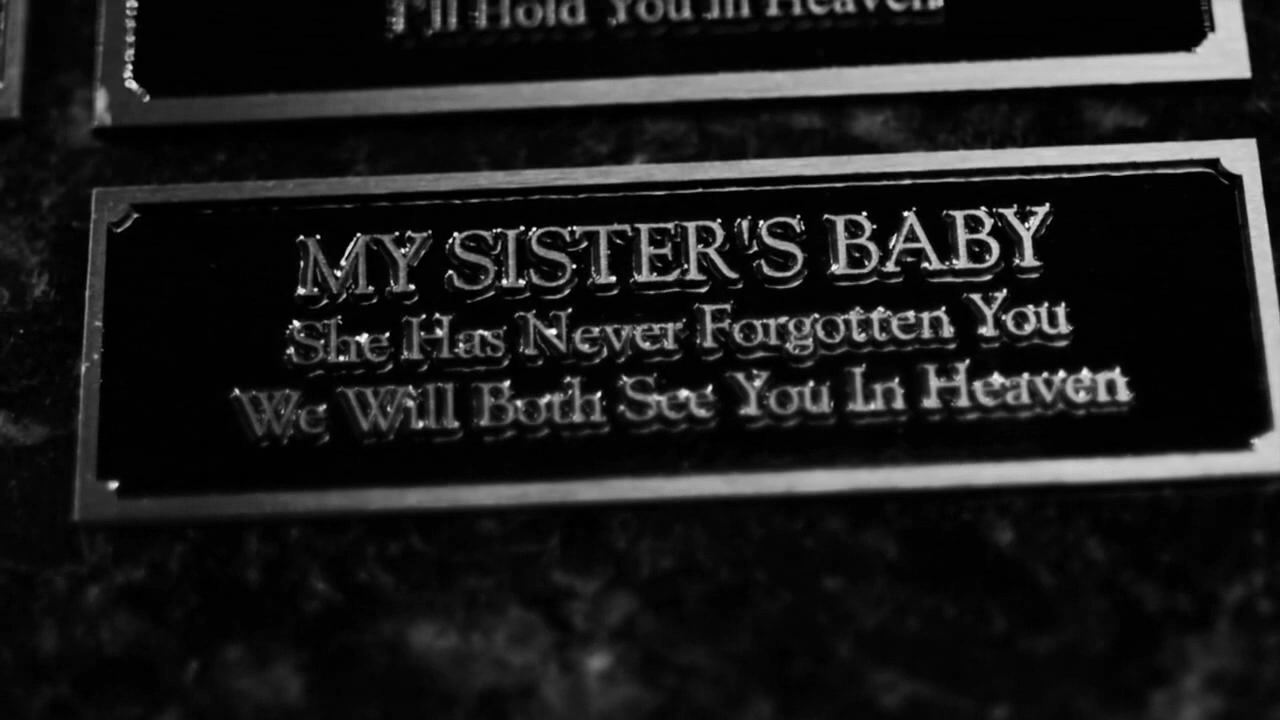 I'll Hold You In Heaven
MY SISTER'S BABY
She Has Never Forgotten You
We Will Both See You In Heaven